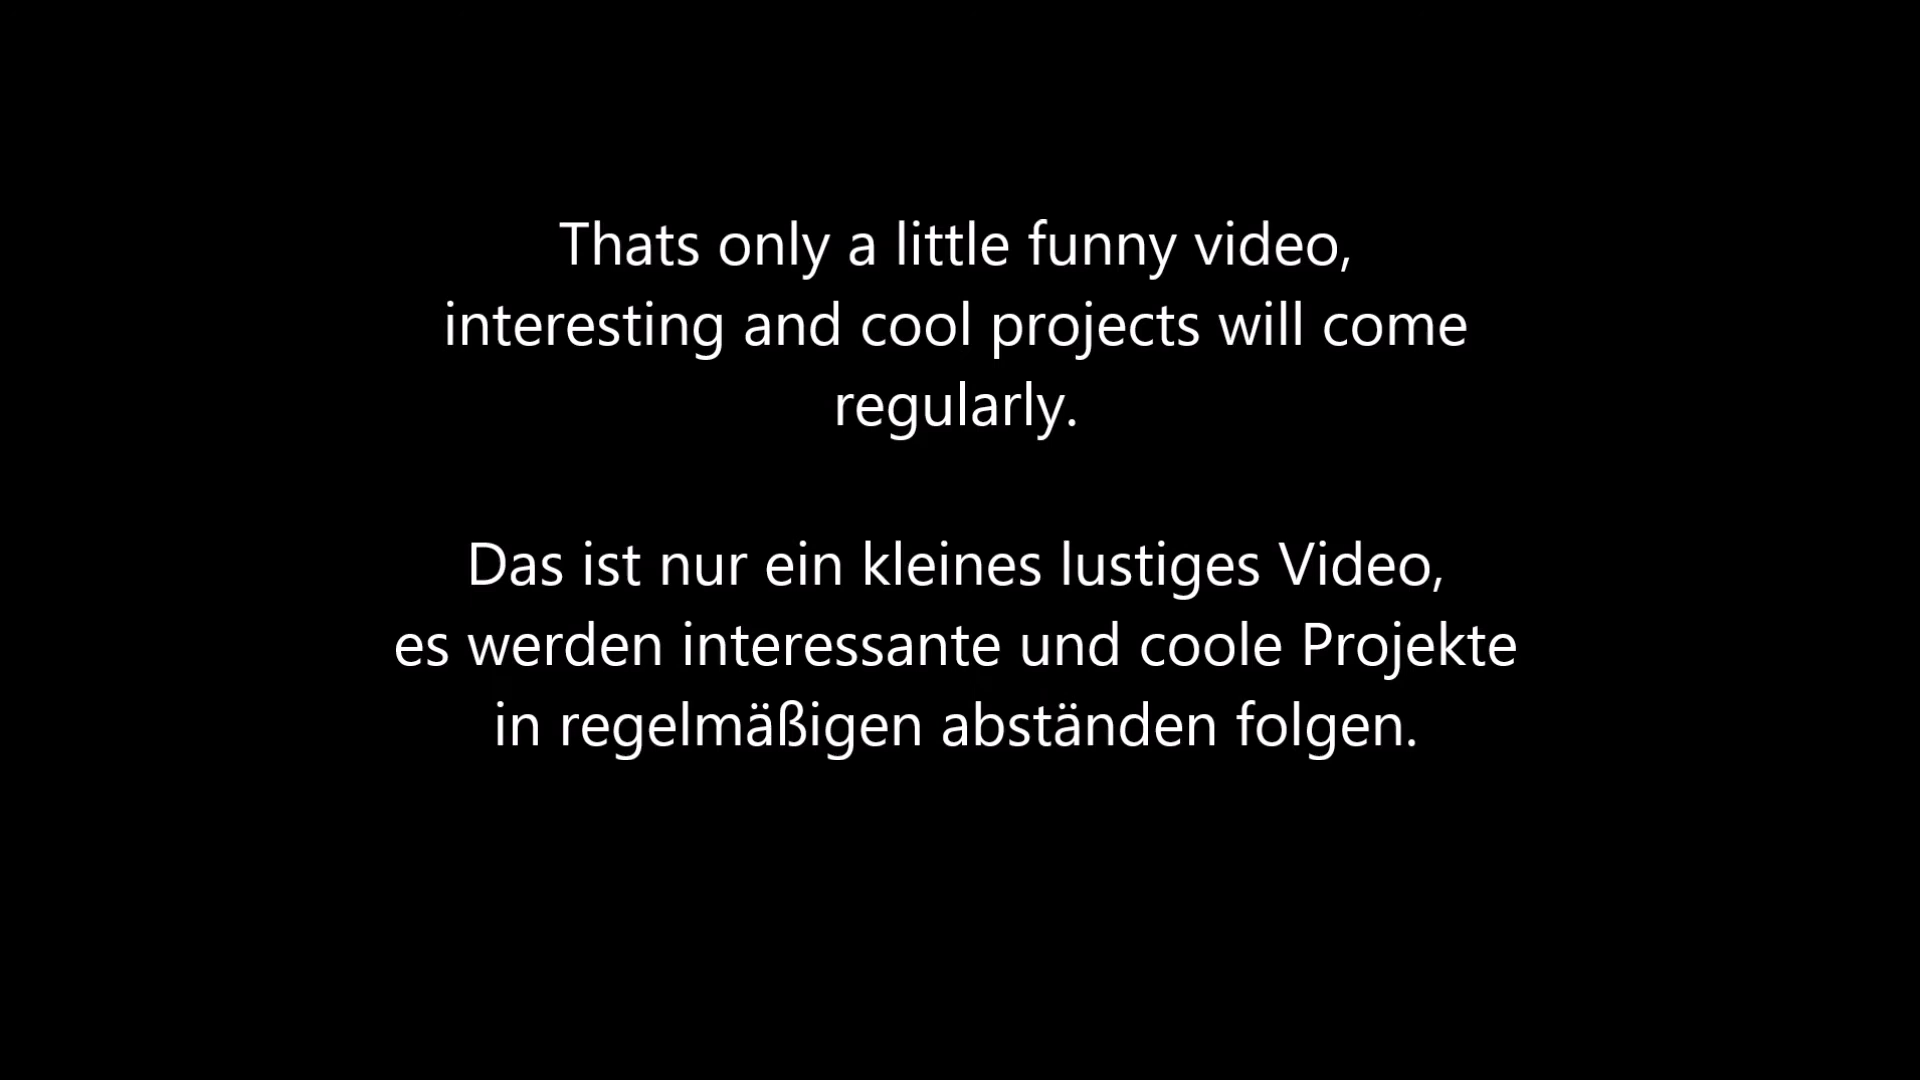 Thats only a little funny video,
interesting and cool projects will come
regularly.
Das ist nur ein kleines lustiges Video,
es werden interessante und coole Projekte
in regelmäßigen abständen folgen.